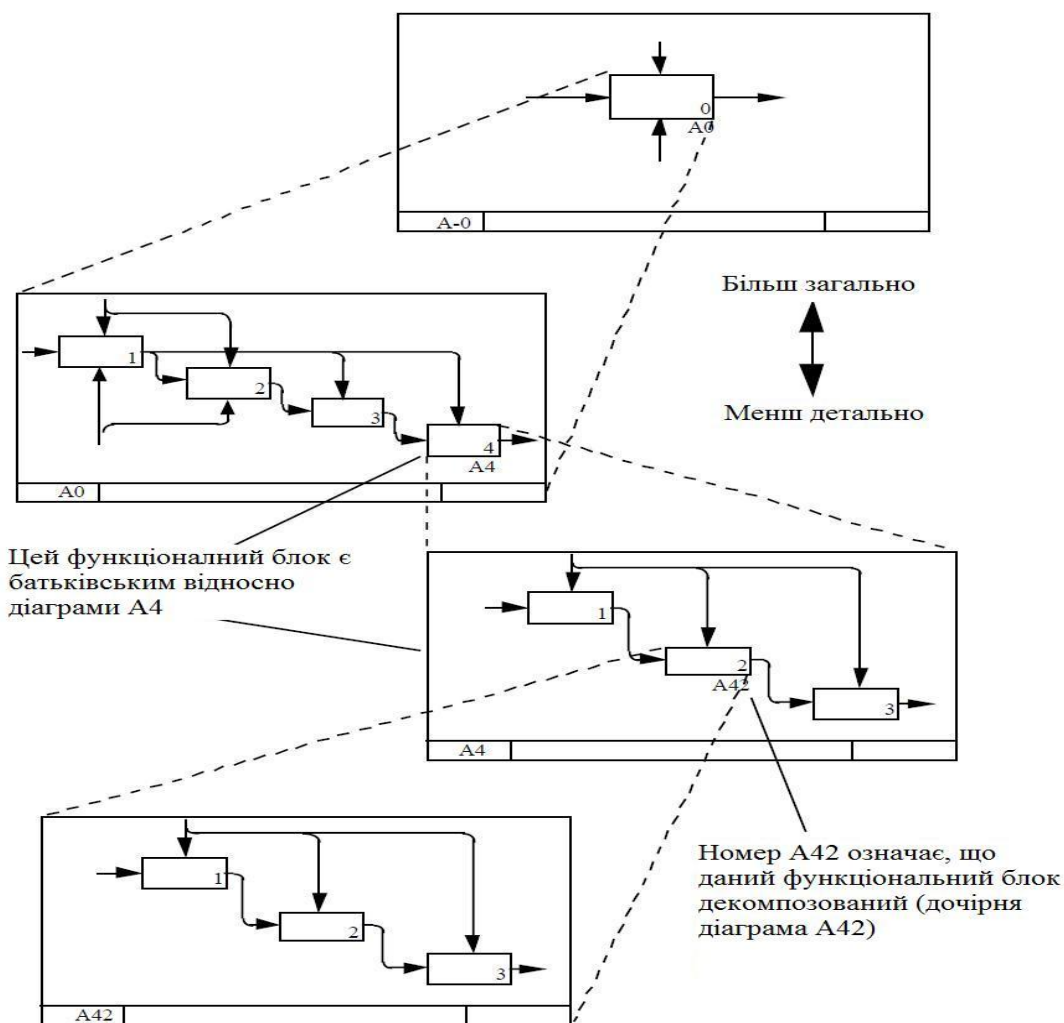 0
A0
A-0
Більш загально
Менш детально
1
2
3
4
A4
A0
Цей функціоналний блок є
батьківським відносно
діаграми A4
1
2
A42
3
A4
Номер A42 означає, що
даний функціональний блок
декомпозований (дочірня
діаграма A42)
1
2
3
A42